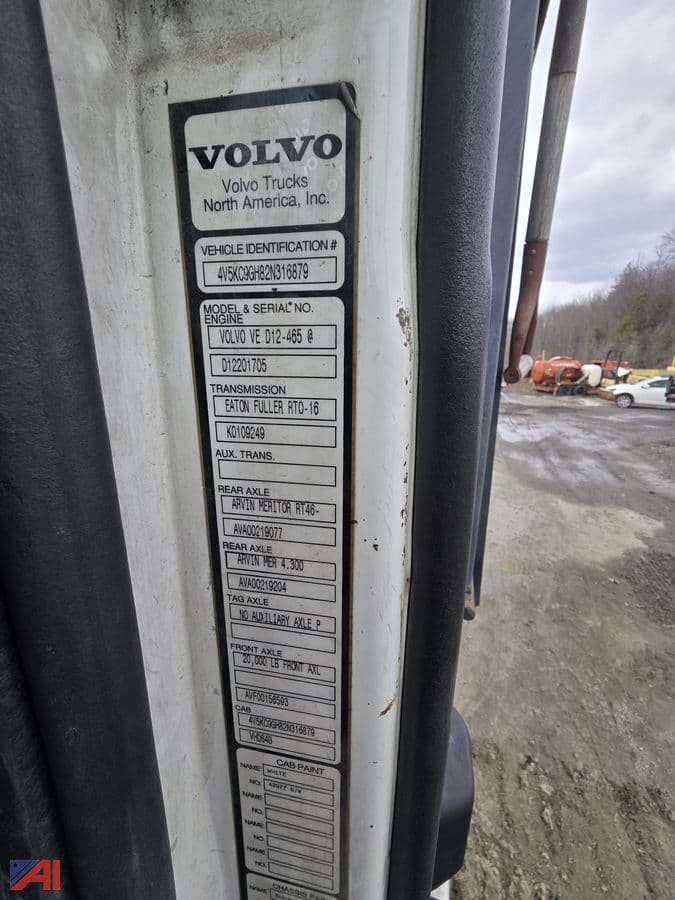 VOLVO
Volvo Trucks
North America, Inc.
VEHICLE IDENTIFICATION #
4V5KC9GH82N316879
MODEL & SERIAL NO.
ENGINE
VOLVO VE D12-465 @
D12201705
TRANSMISSION
EATON FULLER RTO-16
K0109249
AUX. TRANS.
REAR AXLE
ARVIN MERITOR RT46-
AVA00219077
REAR AXLE
ARVIN MER 4.300
AVA00219204
TAG AXLE
NO AUXILIARY AXLE P
FRONT AXLE
20,000 LB FRONT AXL
AVF00156593
CAB
4V5KC9GH82N316879
VHD64B
CAB PAINT
NAME WHITE
NO.
NAME
NO.
NAME
NO.
NAME
NO.
CHASSIS
AI